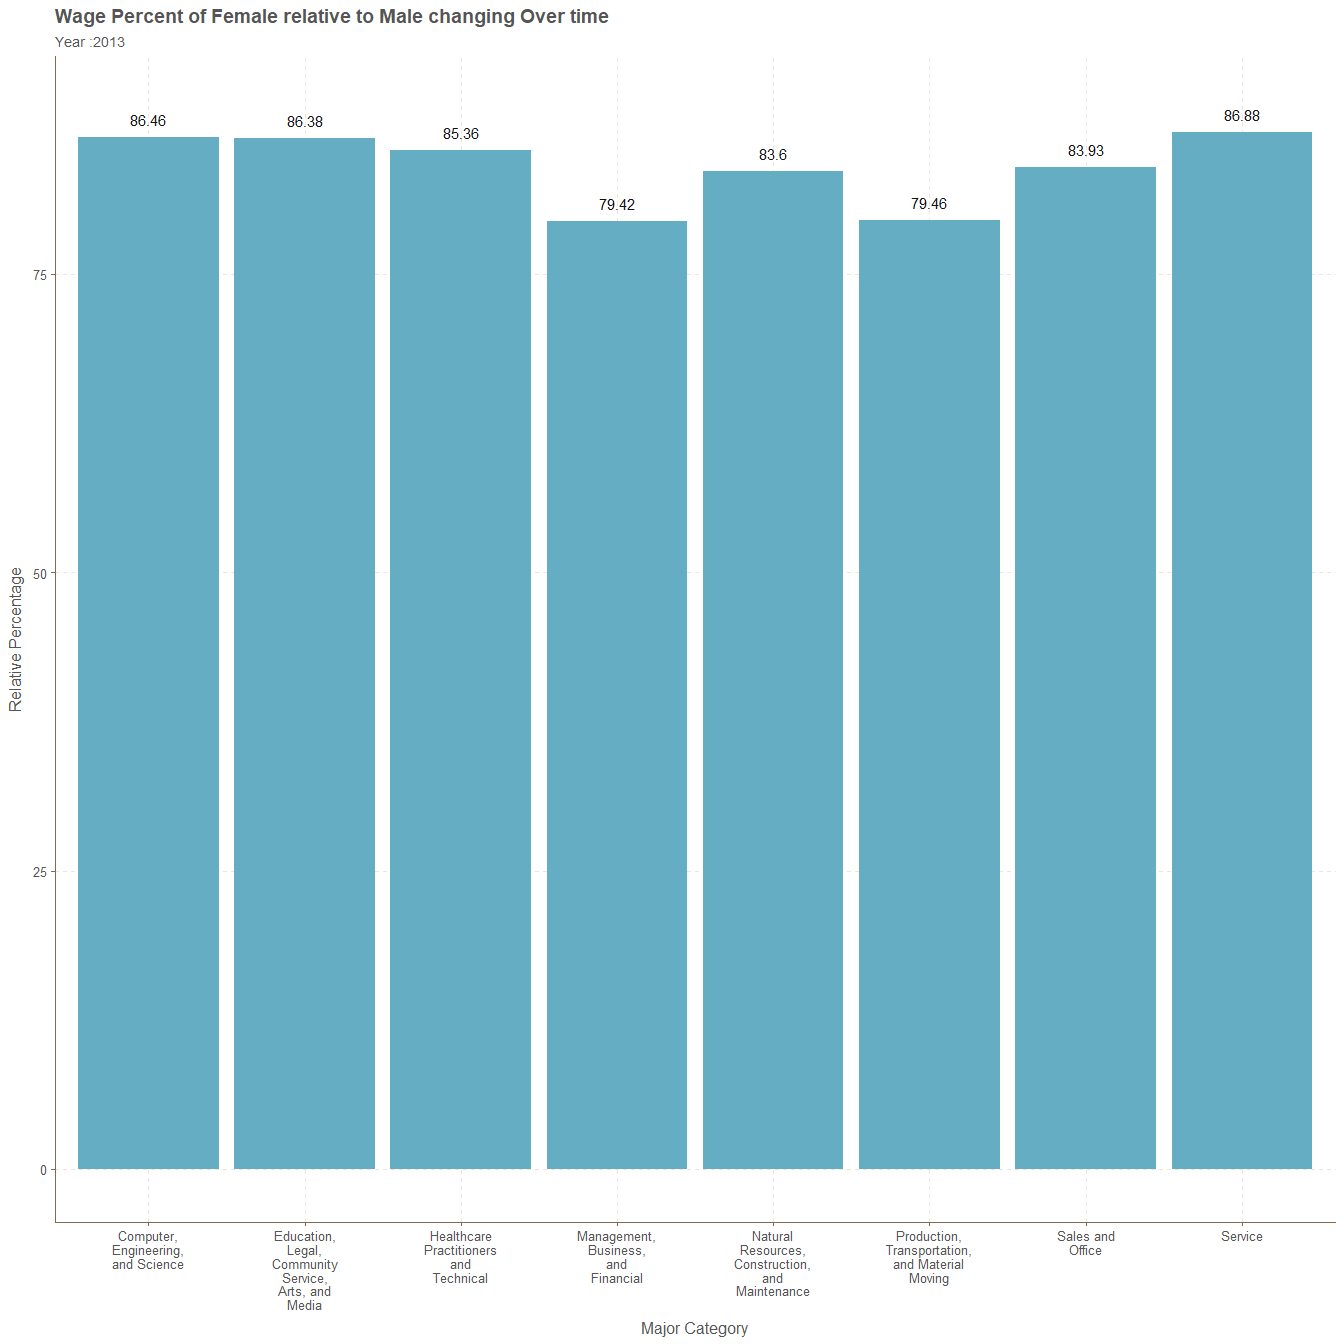 Wage Percent of Female relative to Male changing Over time
Year :2013
86.46
86.38
85.36
79.42
83.6
79.46
83.93
86.88
75
50
25
0
Relative Percentage
Computer,
Engineering,
and Science
Education,
Legal,
Community
Service,
Arts, and
Media
Healthcare
Practitioners
and
Technical
Management,
Business,
and
Financial
Natural
Resources,
Construction,
and
Maintenance
Production,
Transportation,
and Material
Moving
Sales and
Office
Service
Major Category